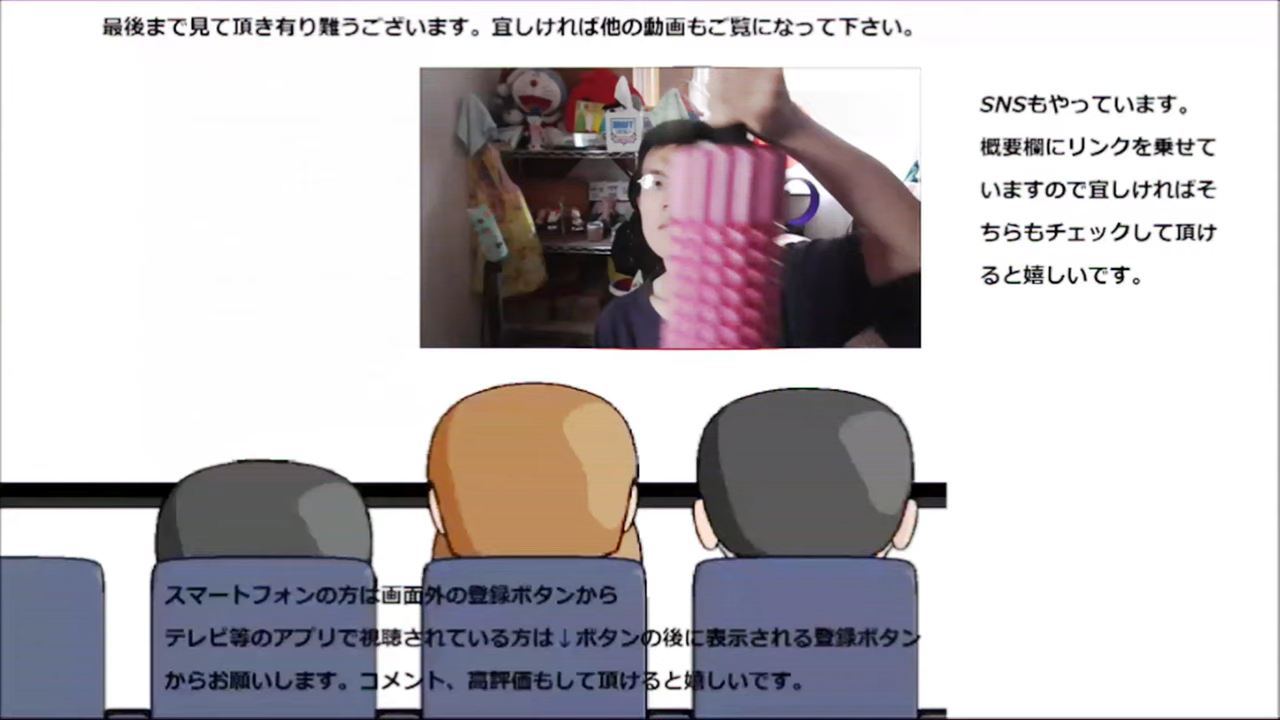 最後まで見て頂き有り難うございます。宜しければ他の動画もご覧になって下さい。
SNSもやっています。
概要欄にリンクを乗せて
いますので宜しければそ
ちらもチェックして頂け
ると嬉しいです。
スマートフォンの方は画面外の登録ボタンから
テレビ等のアプリで視聴されている方は↓ボタンの後に表示される登録ボタン
からお願いします。コメント、高評価もして頂けると嬉しいです。